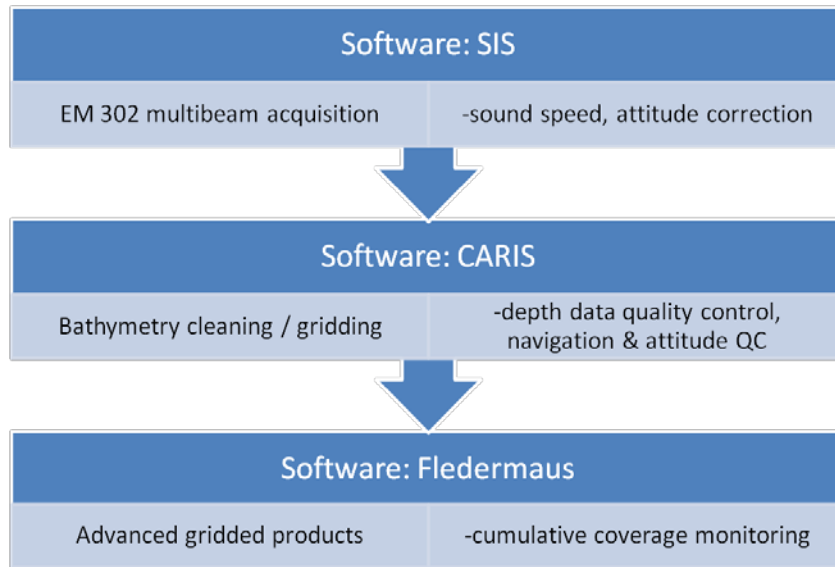 Software: SIS
EM 302 multibeam acquisition
-sound speed, attitude correction
Software: CARIS
Bathymetry cleaning / gridding
-depth data quality control,
navigation & attitude QC
Software: Fledermaus
Advanced gridded products
-cumulative coverage monitoring